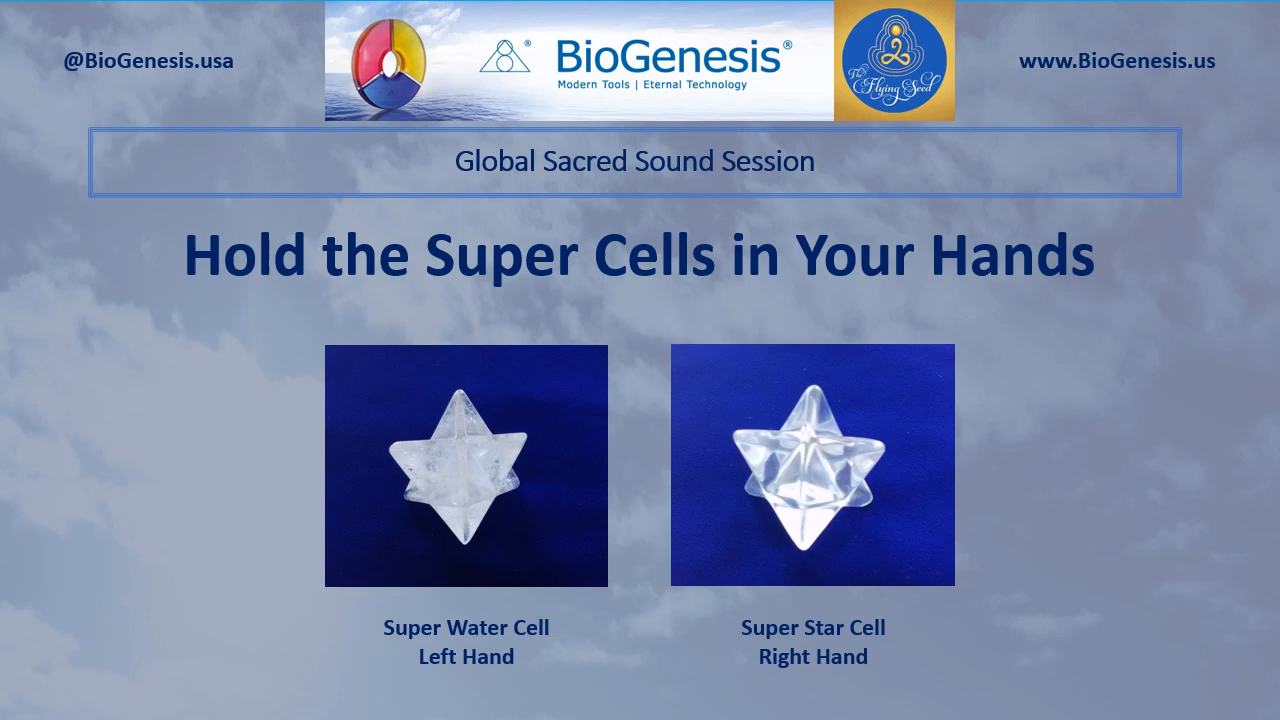 @BioGenesis.usa
BioGenesis®
Modern Tools | Eternal Technology
The Flying Seed
www.BioGenesis.us
Global Sacred Sound Session
Hold the Super Cells in Your Hands
Super Water Cell
Left Hand
Super Star Cell
Right Hand